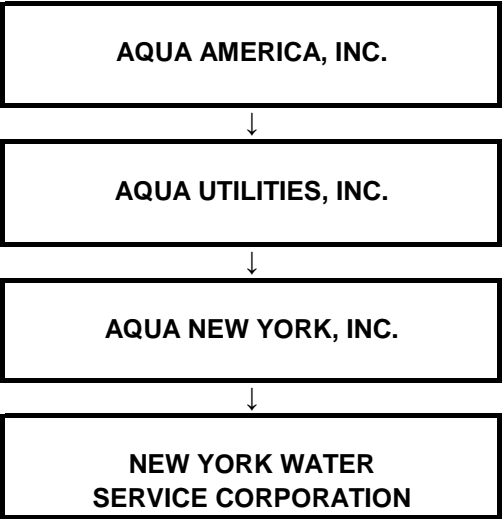 AQUA AMERICA, INC.
↓
AQUA UTILITIES, INC.
↓
AQUA NEW YORK, INC.
↓
NEW YORK WATER
SERVICE CORPORATION